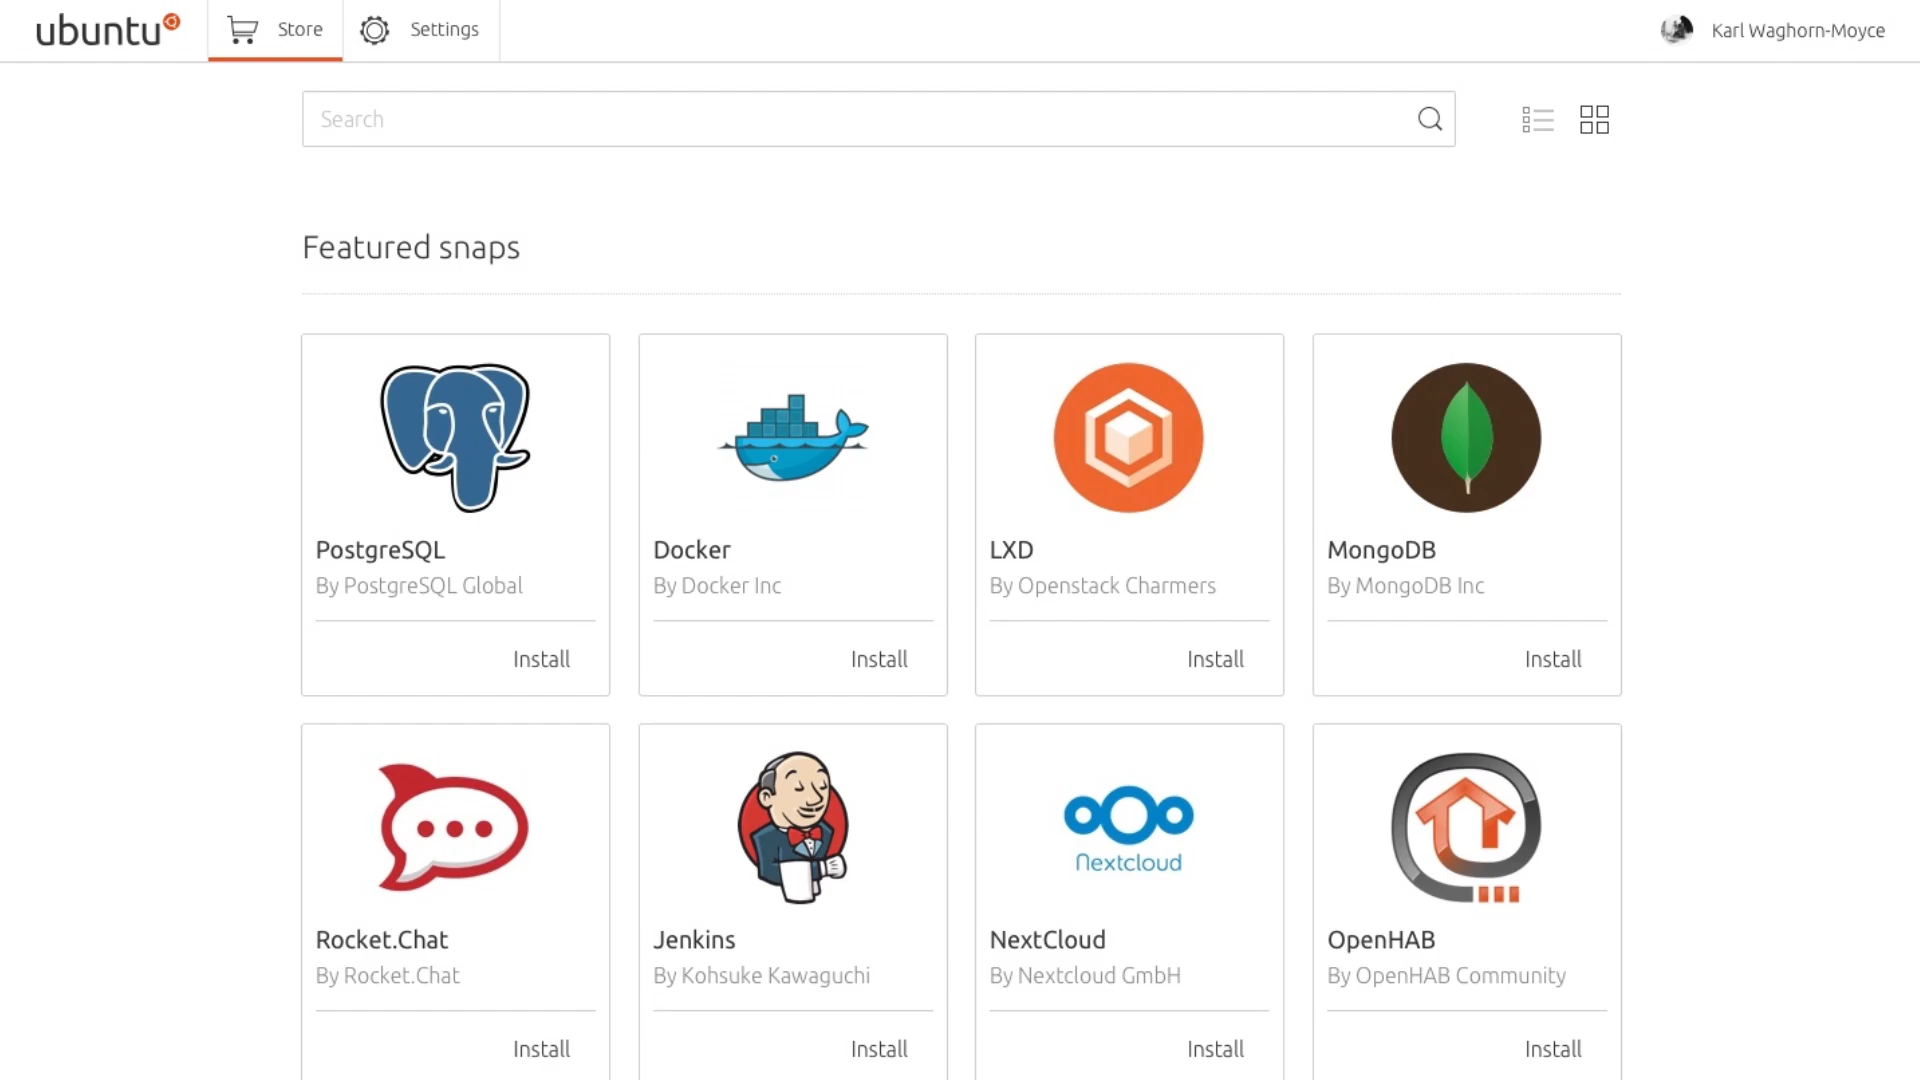 ubuntu Store Settings Karl Waghorn-Moyce
Search
Featured snaps
PostgreSQL Docker LXD MongoDB
By PostgreSQL Global By Docker Inc By Openstack Charmers By MongoDB Inc
Install Install Install Install
nextcloud
Rocket.Chat Jenkins NextCloud OpenHAB
By Rocket.Chat By Kohsuke Kawaguchi By Nextcloud GmbH By OpenHAB Community
Install Install Install Install